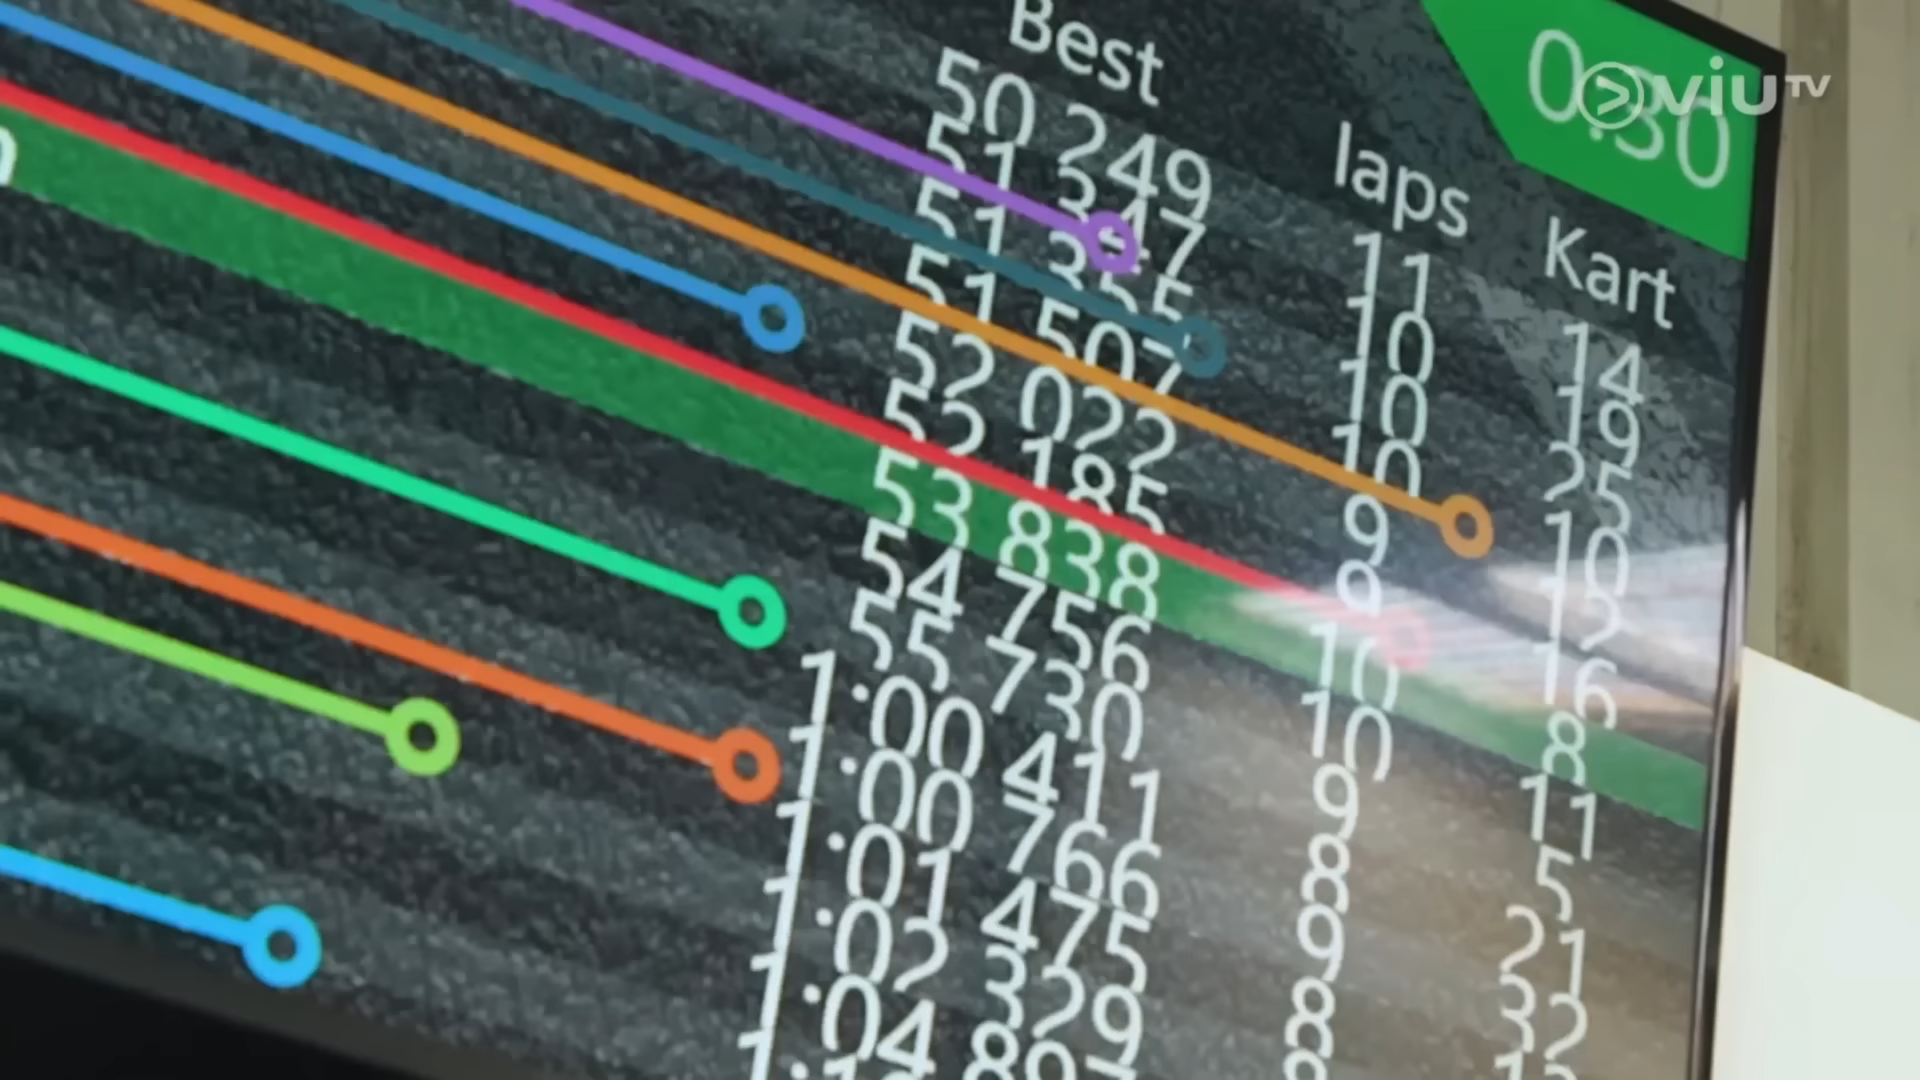 0:30
viuTV
Best laps Kart
50 249 11 14
51 347 10 19
51 355 10 25
51 507 10 10
52 022 9 12
52 185 9 16
53 838 10 8
54 756 10 11
55 730 9 5
1:00 411 8 21
1:00 766 9 32
1:01 475 8
1:02 329
1:04